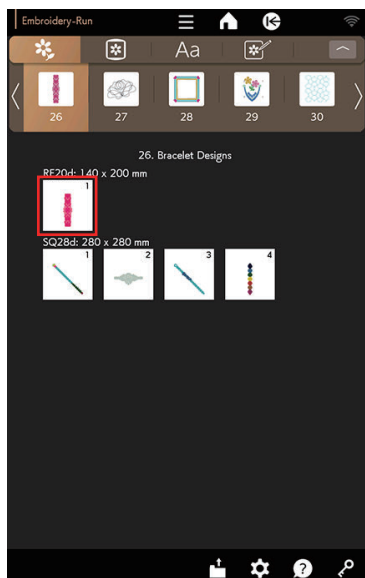 Embroidery-Run
Aa
26 27 28 29 30
26. Bracelet Designs
RE20d: 140 x 200 mm
1
SQ28d: 280 x 280 mm
1 2 3 4
?